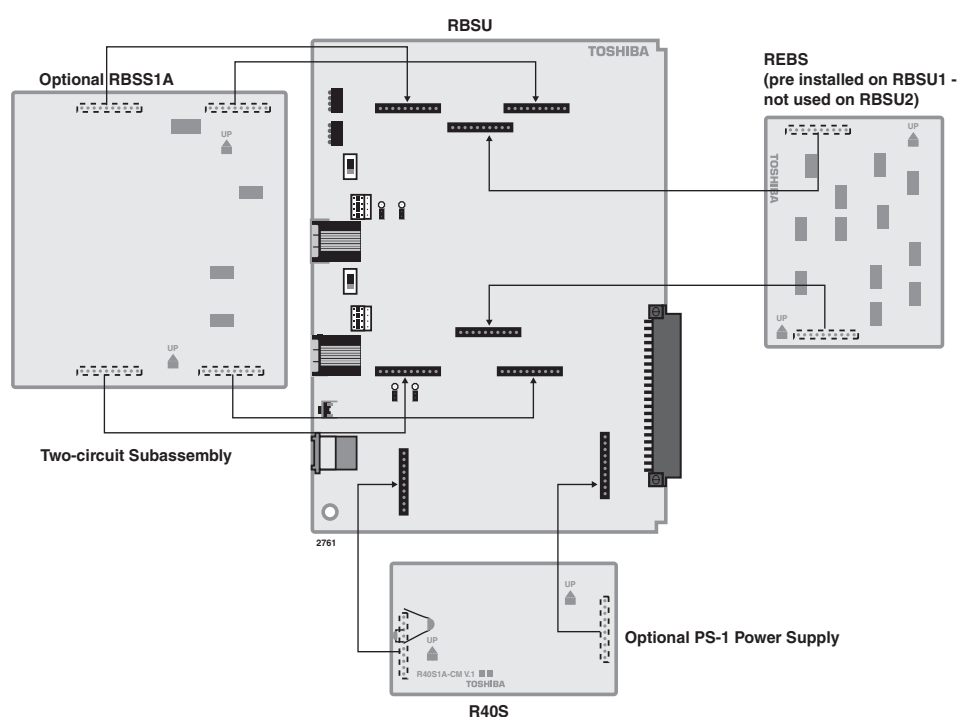 RBSU
TOSHIBA
Optional RBSS1A
REBS
(pre installed on RBSU1 -
not used on RBSU2)
UP
UP
TOSHIBA
UP
UP
Two-circuit Subassembly
2761
UP
UP
Optional PS-1 Power Supply
R40S1A-CM V.1
TOSHIBA
R40S